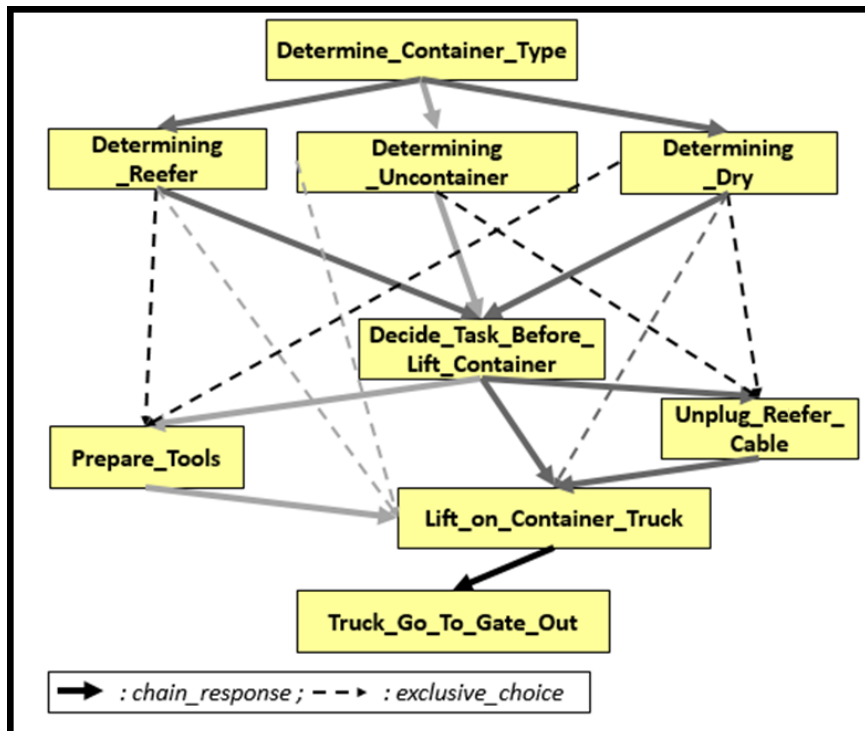 Determine_Container_Type
Determining
_Reefer
Determining
_Uncontainer
Determining
_Dry
Decide_Task_Before_
Lift_Container
Unplug_Reefer_
Cable
Prepare_Tools
Lift_on_Container_Truck
Truck_Go_To_Gate_Out
: chain_response ; : exclusive_choice